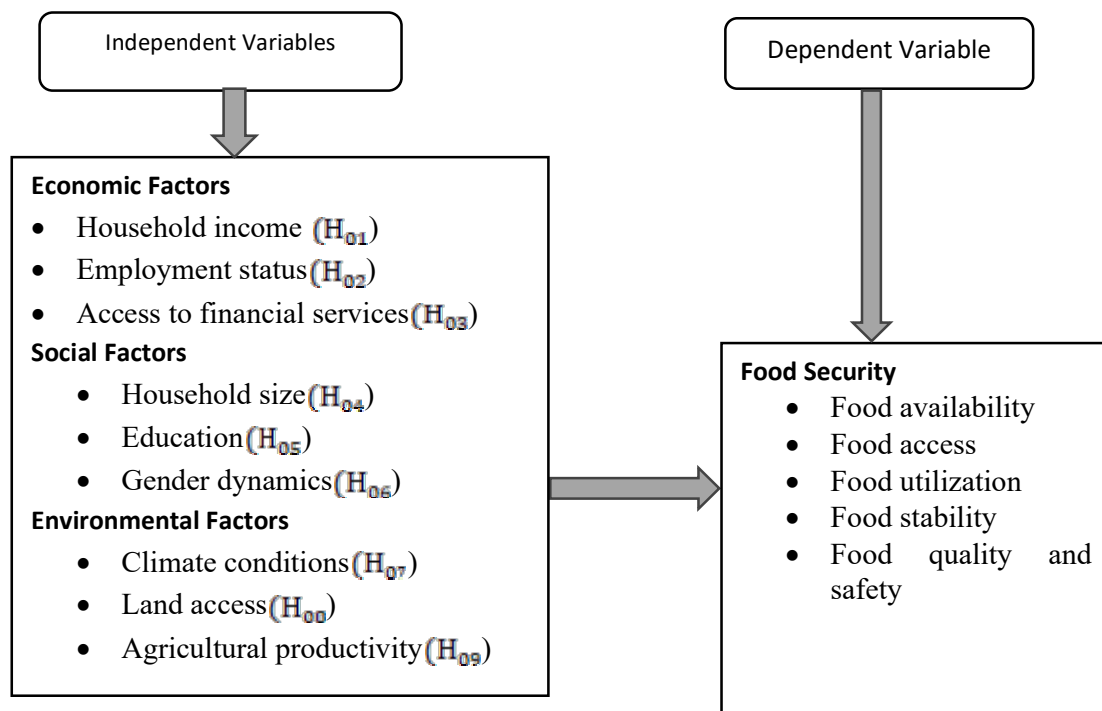 Independent Variables
Dependent Variable
Economic Factors
• Household income (H₀₁)
• Employment status(H₀₂)
• Access to financial services(H₀₃)
Social Factors
• Household size(H₀₄)
• Education(H₀₅)
• Gender dynamics(H₀₆)
Environmental Factors
• Climate conditions(H₀₇)
• Land access(H₀₀)
• Agricultural productivity(H₀₉)
Food Security
• Food availability
• Food access
• Food utilization
• Food stability
• Food quality and
safety